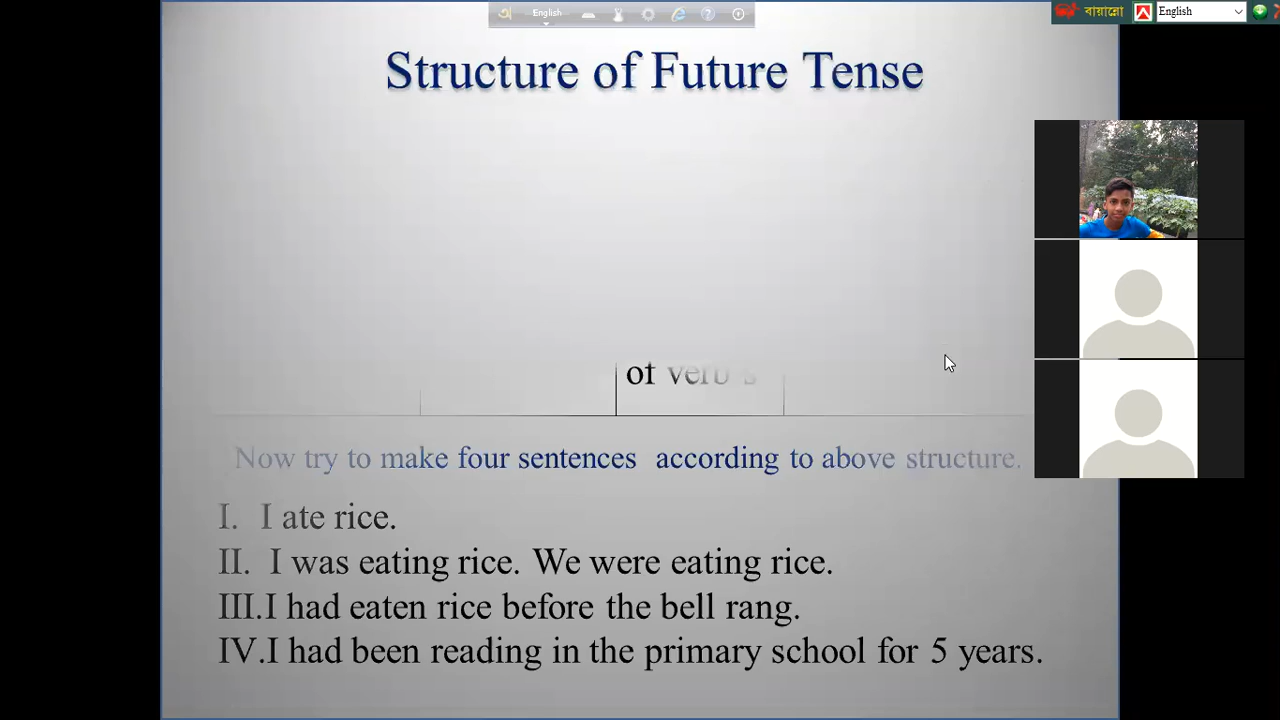 অ English
বায়ান্নো English
Structure of Future Tense
of verb s
Now try to make four sentences according to above structure.
I. I ate rice.
II. I was eating rice. We were eating rice.
III.I had eaten rice before the bell rang.
IV.I had been reading in the primary school for 5 years.